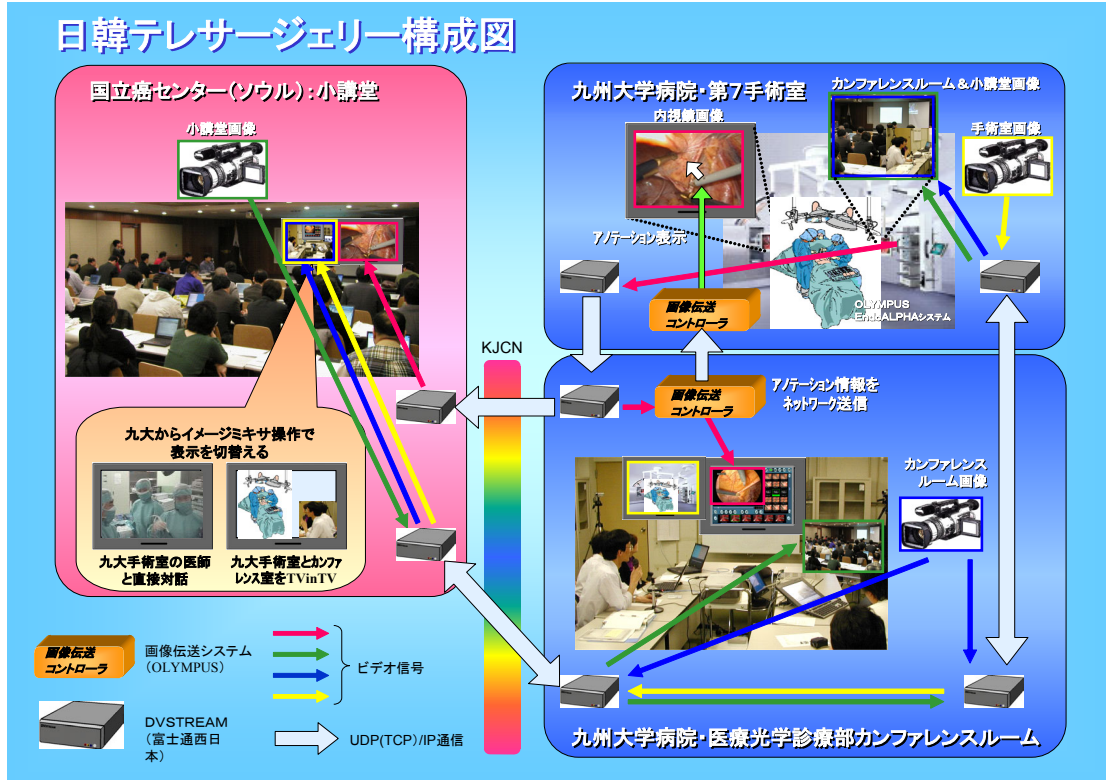 日韓テレサージェリー構成図
国立癌センター(ソウル):小講堂
小講堂画像
九大からイメージミキサ操作で
表示を切替える
九大手術室の医師
と直接対話
九大手術室とカンファ
レンス室をTVinTV
九州大学病院・第7手術室
カンファレンスルーム&小講堂画像
内視鏡画像
手術室画像
アノテーション表示
画像伝送
コントローラ
OLYMPUS
EndoALPHAシステム
KJCN
画像伝送
コントローラ
アノテーション情報を
ネットワーク送信
カンファレンス
ルーム画像
九州大学病院・医療光学診療部カンファレンスルーム
画像伝送
コントローラ
画像伝送システム
(OLYMPUS)
ビデオ信号
DVSTREAM
(富士通西日
本)
UDP(TCP)/IP通信